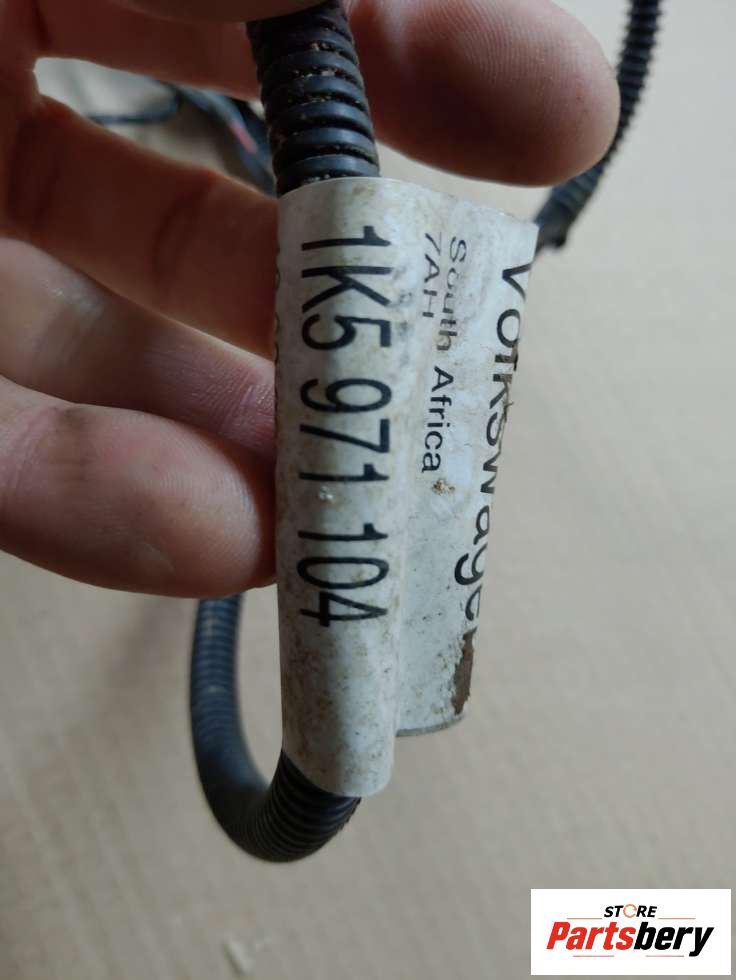 1K5 971 104
South Africa
7AH
Volkswagen
STORE
Partsbery